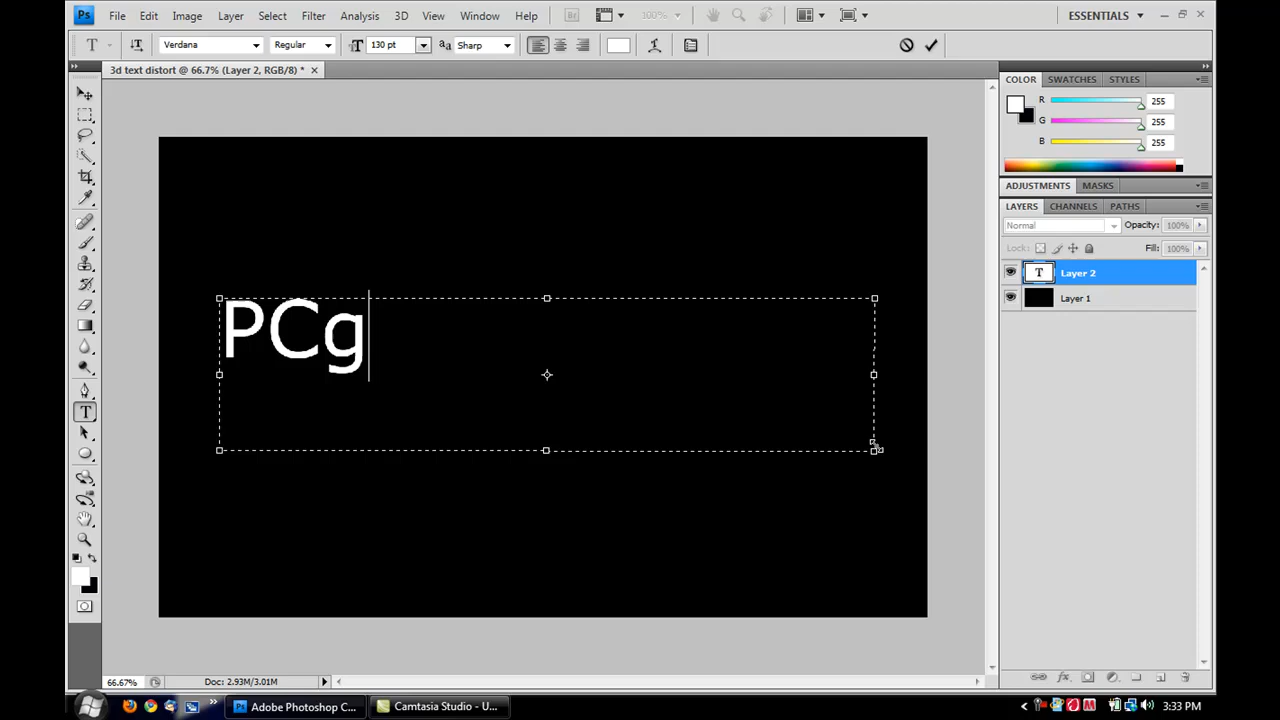 Ps File Edit Image Layer Select Filter Analysis 3D View Window Help Br 100% ESSENTIALS
T Verdana Regular T 130 pt aa Sharp
3d text distort @ 66.7% (Layer 2, RGB/8) *
COLOR SWATCHES STYLES
R 255
G 255
B 255
ADJUSTMENTS MASKS
LAYERS CHANNELS PATHS
Normal Opacity: 100%
Lock: Fill: 100%
T Layer 2
Layer 1
PCg
T
66.67% Doc: 2.93M/3.01M
Adobe Photoshop C... Camtasia Studio - U... 3:33 PM